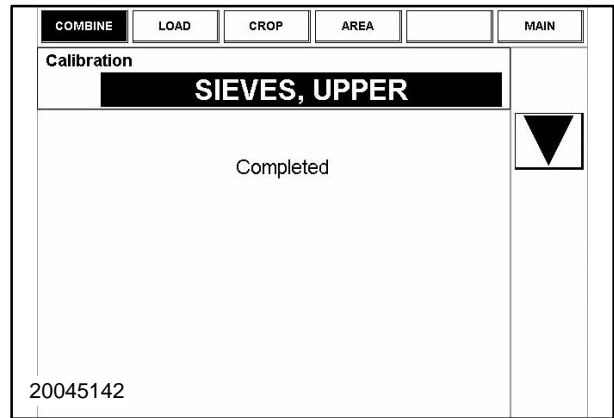 COMBINE LOAD CROP AREA MAIN
Calibration
SIEVES, UPPER
Completed
20045142